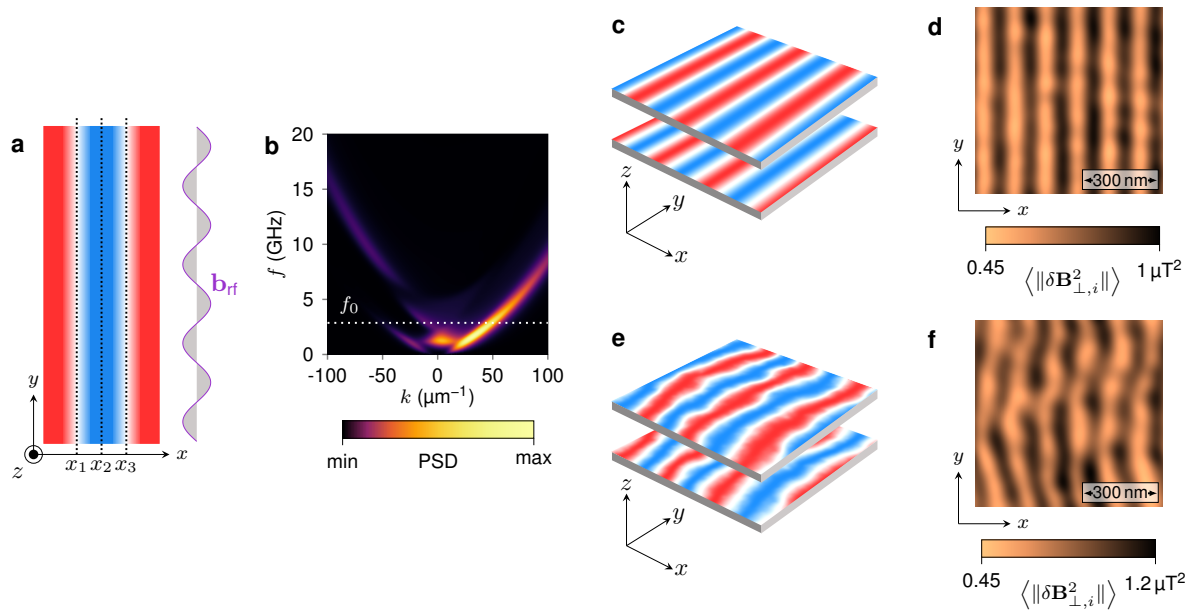 a
y
z
x₁ x₂ x₃ x
b_rf
b
20
15
10
5
0
f (GHz)
f₀
-100 -50 0 50 100
k (µm⁻¹)
min PSD max
c
z
y
x
d
y
x
300 nm
0.45 1 µT²
⟨‖δB²⊥,i‖⟩
e
z
y
x
f
y
x
300 nm
0.45 1.2 µT²
⟨‖δB²⊥,i‖⟩